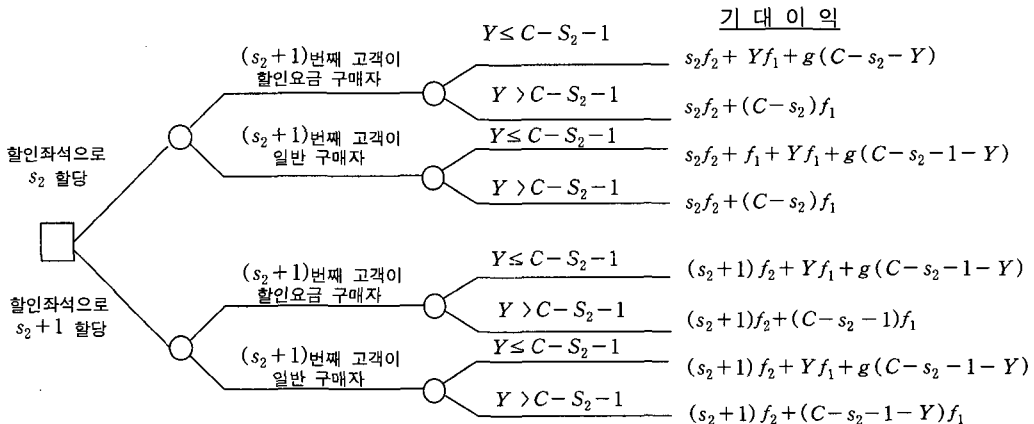 기 대 이 익
Y ≤ C − S₂ − 1
(s₂+1)번째 고객이
할인요금 구매자
s₂f₂ + Yf₁ + g(C−s₂−Y)
Y > C − S₂ − 1
s₂f₂ + (C−s₂)f₁
할인좌석으로
s₂ 할당
(s₂+1)번째 고객이
일반 구매자
Y ≤ C − S₂ − 1
s₂f₂ + f₁ + Yf₁ + g(C−s₂−1−Y)
Y > C − S₂ − 1
s₂f₂ + (C−s₂)f₁
할인좌석으로
s₂+1 할당
(s₂+1)번째 고객이
할인요금 구매자
Y ≤ C − S₂ − 1
(s₂+1)f₂ + Yf₁ + g(C−s₂−1−Y)
Y > C − S₂ − 1
(s₂+1)f₂ + (C−s₂−1)f₁
(s₂+1)번째 고객이
일반 구매자
Y ≤ C − S₂ − 1
(s₂+1)f₂ + Yf₁ + g(C−s₂−1−Y)
Y > C − S₂ − 1
(s₂+1)f₂ + (C−s₂−1−Y)f₁